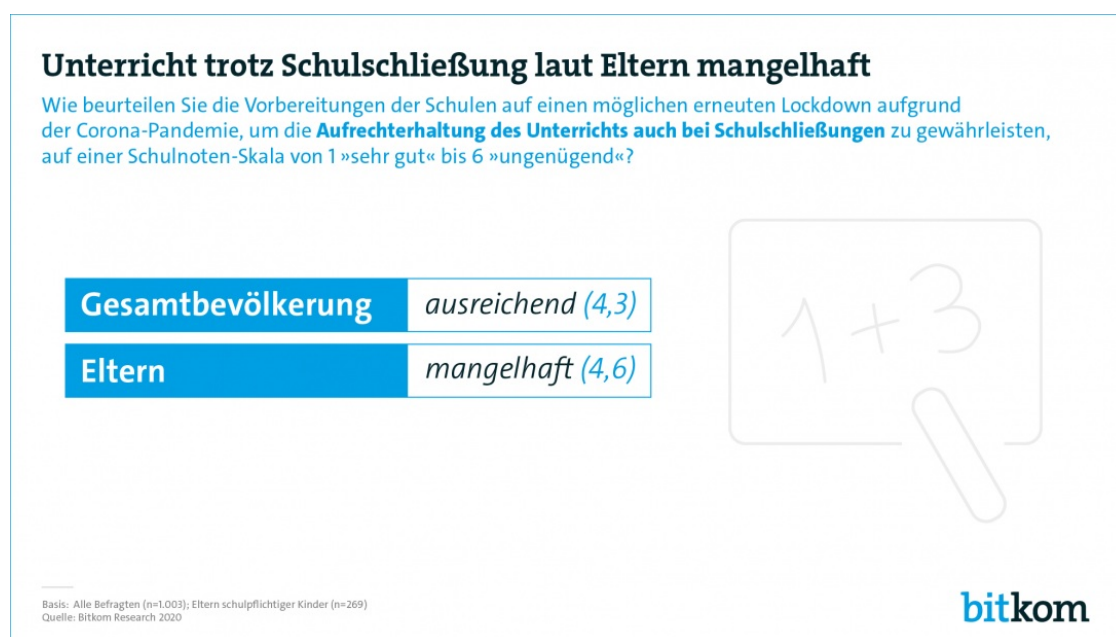 Unterricht trotz Schulschließung laut Eltern mangelhaft
Wie beurteilen Sie die Vorbereitungen der Schulen auf einen möglichen erneuten Lockdown aufgrund
der Corona-Pandemie, um die Aufrechterhaltung des Unterrichts auch bei Schulschließungen zu gewährleisten,
auf einer Schulnoten-Skala von 1 »sehr gut« bis 6 »ungenügend«?
Gesamtbevölkerung ausreichend (4,3)
Eltern mangelhaft (4,6)
1 + 3
Basis: Alle Befragten (n=1.003); Eltern schulpflichtiger Kinder (n=269)
Quelle: Bitkom Research 2020
bitkom